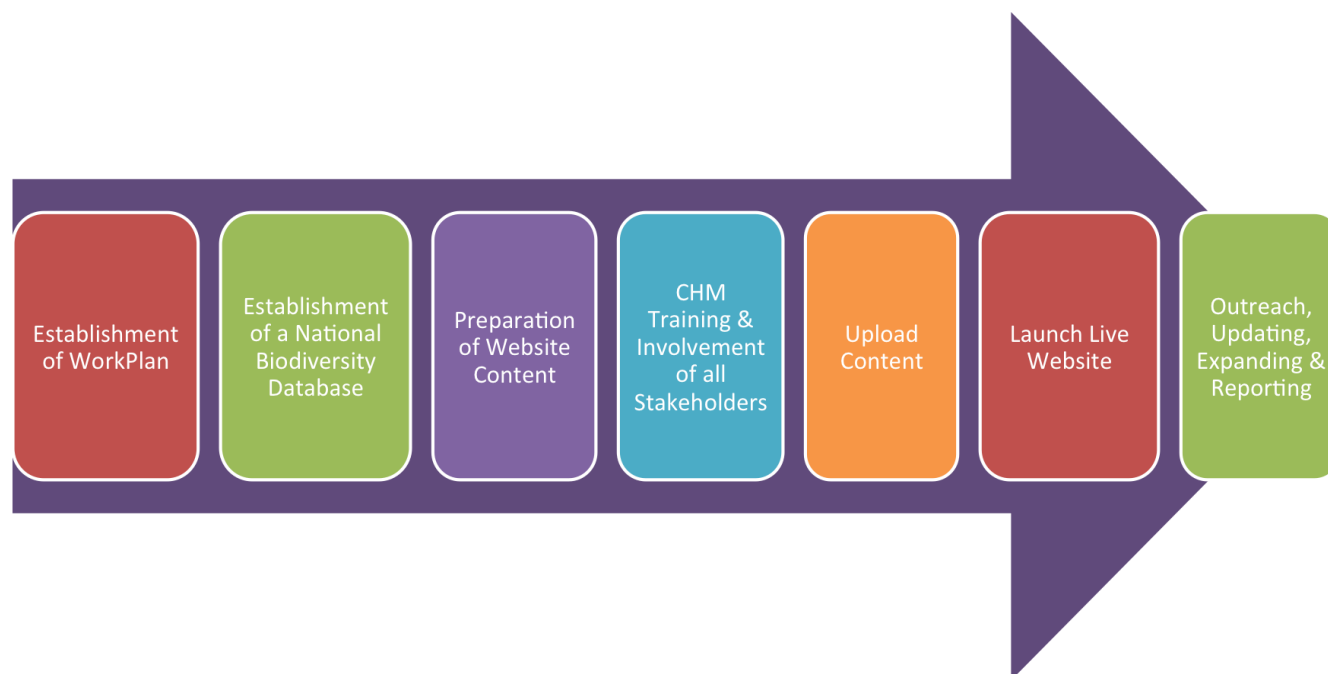 Establishment
of WorkPlan
Establishment
of a National
Biodiversity
Database
Preparation
of Website
Content
CHM
Training &
Involvement
of all
Stakeholders
Upload
Content
Launch Live
Website
Outreach,
Updating,
Expanding &
Reporting